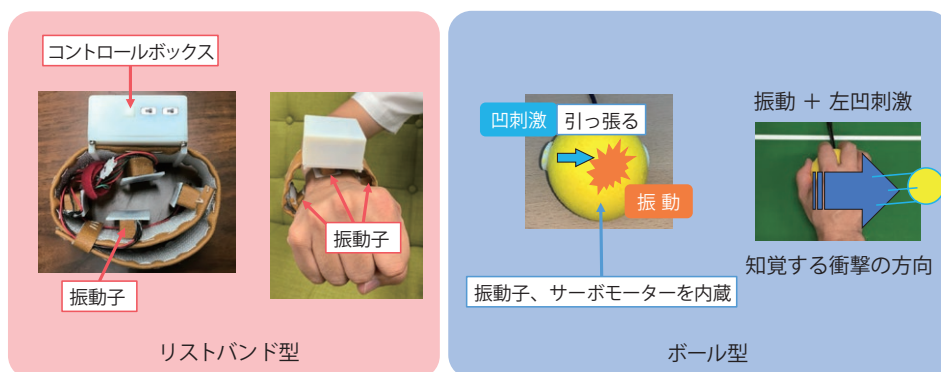 コントロールボックス
振動子
振動子
リストバンド型
凹刺激
引っ張る
振動
振動子、サーボモーターを内蔵
振動 + 左凹刺激
知覚する衝撃の方向
ボール型